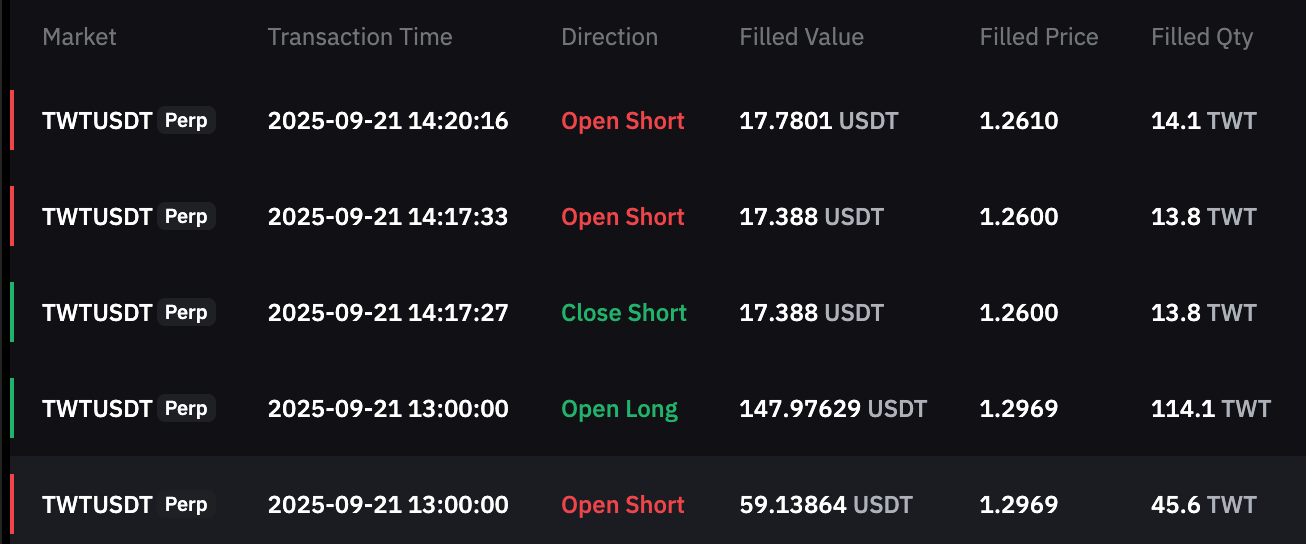 Market Transaction Time Direction Filled Value Filled Price Filled Qty
TWTUSDT Perp 2025-09-21 14:20:16 Open Short 17.7801 USDT 1.2610 14.1 TWT
TWTUSDT Perp 2025-09-21 14:17:33 Open Short 17.388 USDT 1.2600 13.8 TWT
TWTUSDT Perp 2025-09-21 14:17:27 Close Short 17.388 USDT 1.2600 13.8 TWT
TWTUSDT Perp 2025-09-21 13:00:00 Open Long 147.97629 USDT 1.2969 114.1 TWT
TWTUSDT Perp 2025-09-21 13:00:00 Open Short 59.13864 USDT 1.2969 45.6 TWT